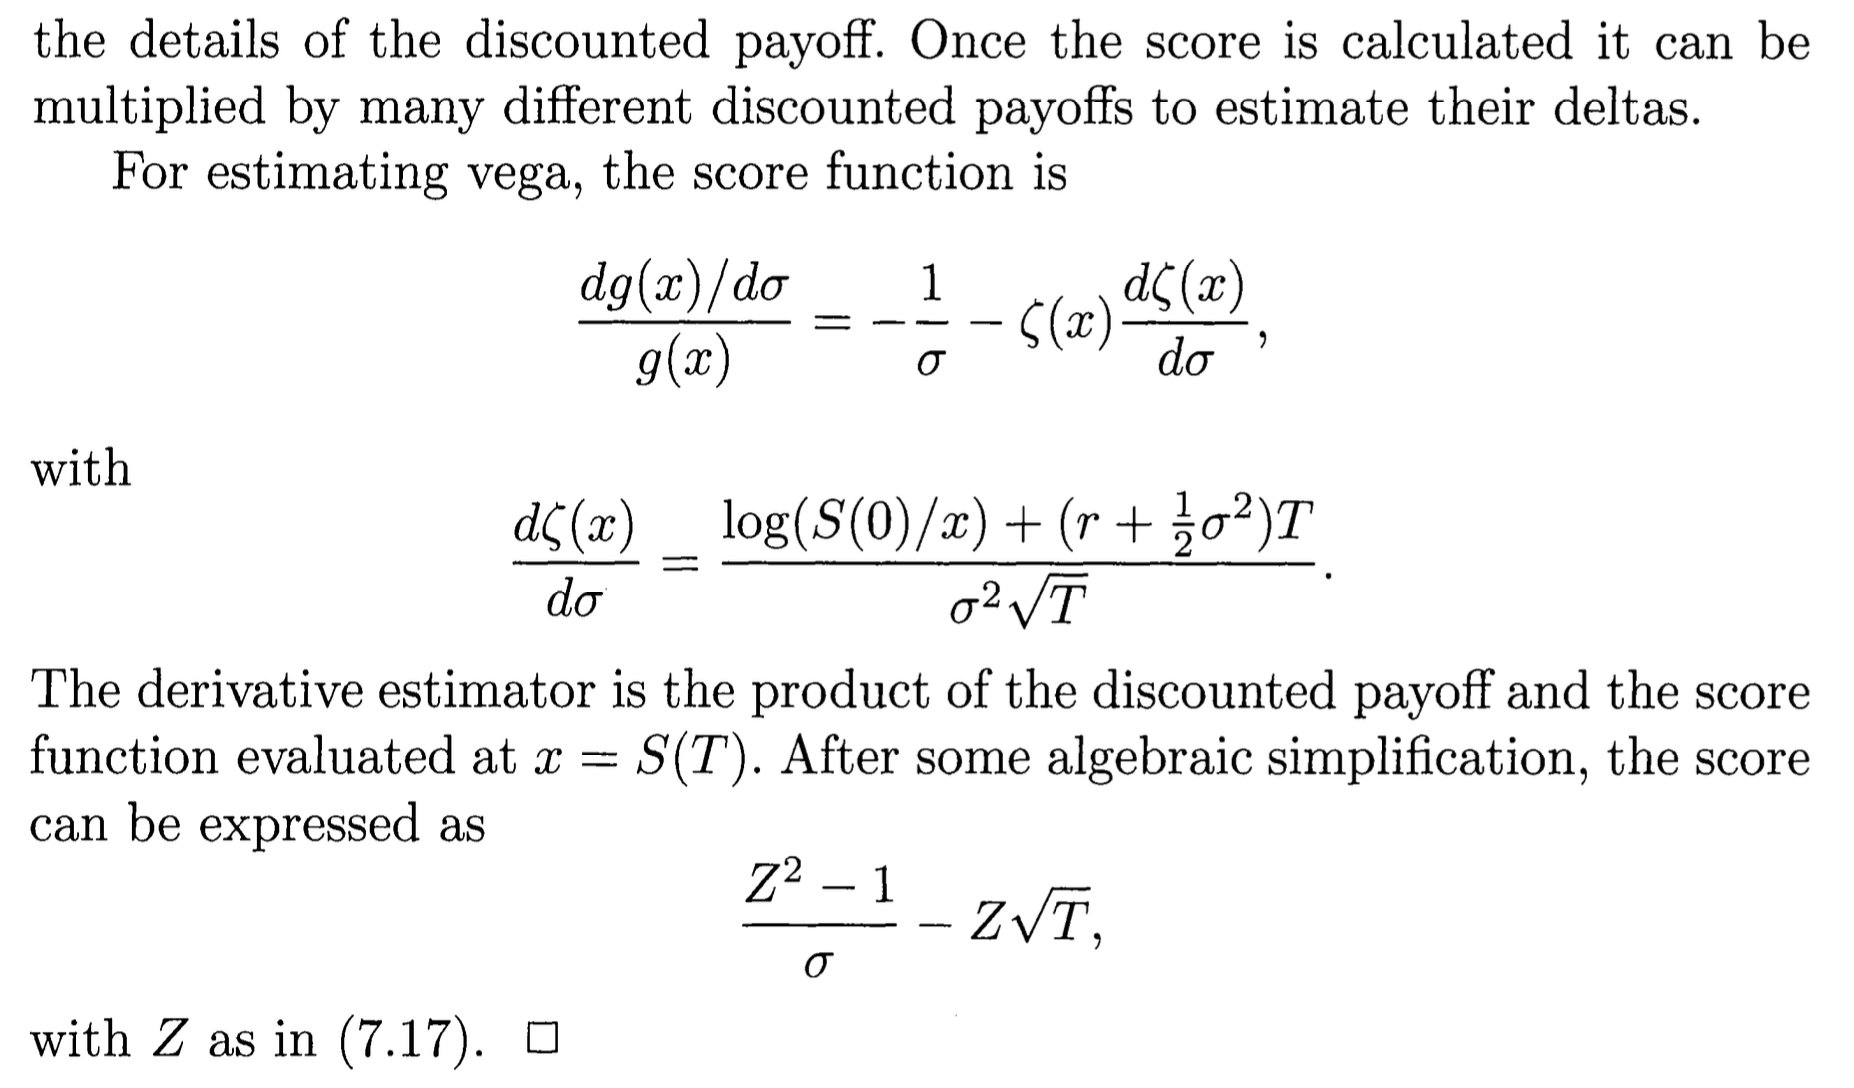 the details of the discounted payoff. Once the score is calculated it can be
multiplied by many different discounted payoffs to estimate their deltas.
For estimating vega, the score function is
\frac{dg(x)/d\sigma}{g(x)} = -\frac{1}{\sigma} - \zeta(x)\frac{d\zeta(x)}{d\sigma},
with
\frac{d\zeta(x)}{d\sigma} = \frac{\log(S(0)/x) + (r + \frac{1}{2}\sigma^2)T}{\sigma^2\sqrt{T}}.
The derivative estimator is the product of the discounted payoff and the score
function evaluated at x = S(T). After some algebraic simplification, the score
can be expressed as
\frac{Z^2 - 1}{\sigma} - Z\sqrt{T},
with Z as in (7.17). □